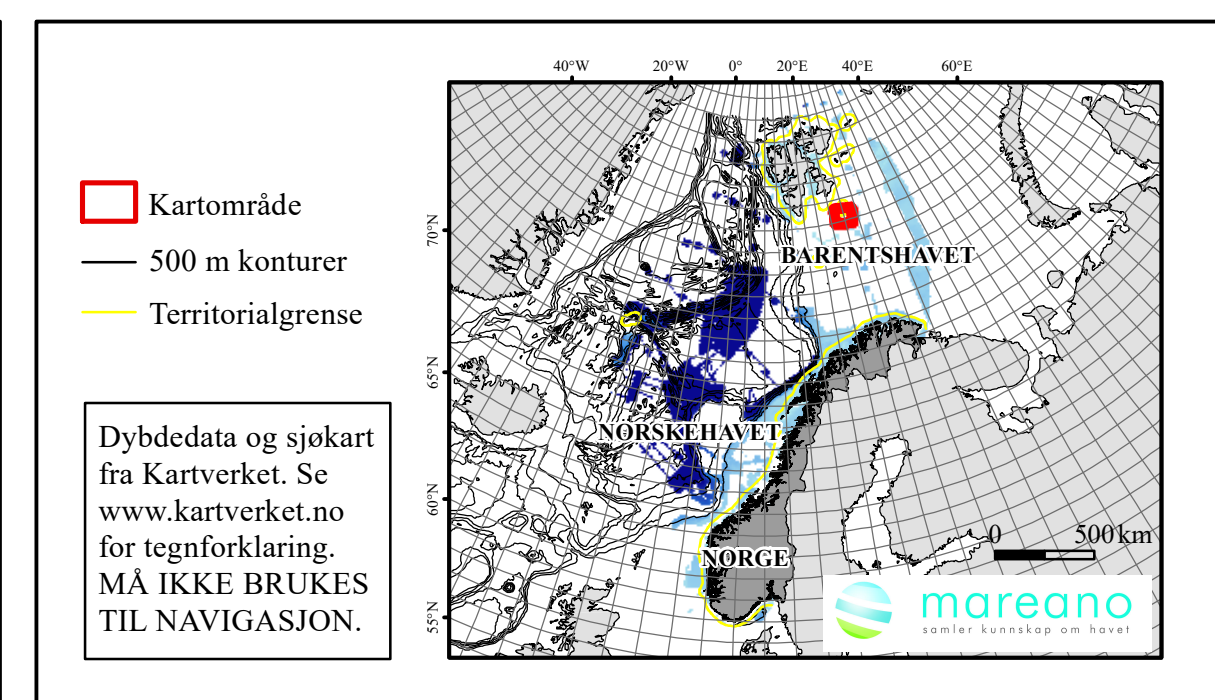 40°W 20°W 0° 20°E 40°E 60°E
Kartområde
500 m konturer
Territorialgrense
Dybdedata og sjøkart
fra Kartverket. Se
www.kartverket.no
for tegnforklaring.
MÅ IKKE BRUKES
TIL NAVIGASJON.
70°N
65°N
60°N
55°N
BARENTSHAVET
NORSKEHAVET
NORGE
0 500 km
mareano
samler kunnskap om havet